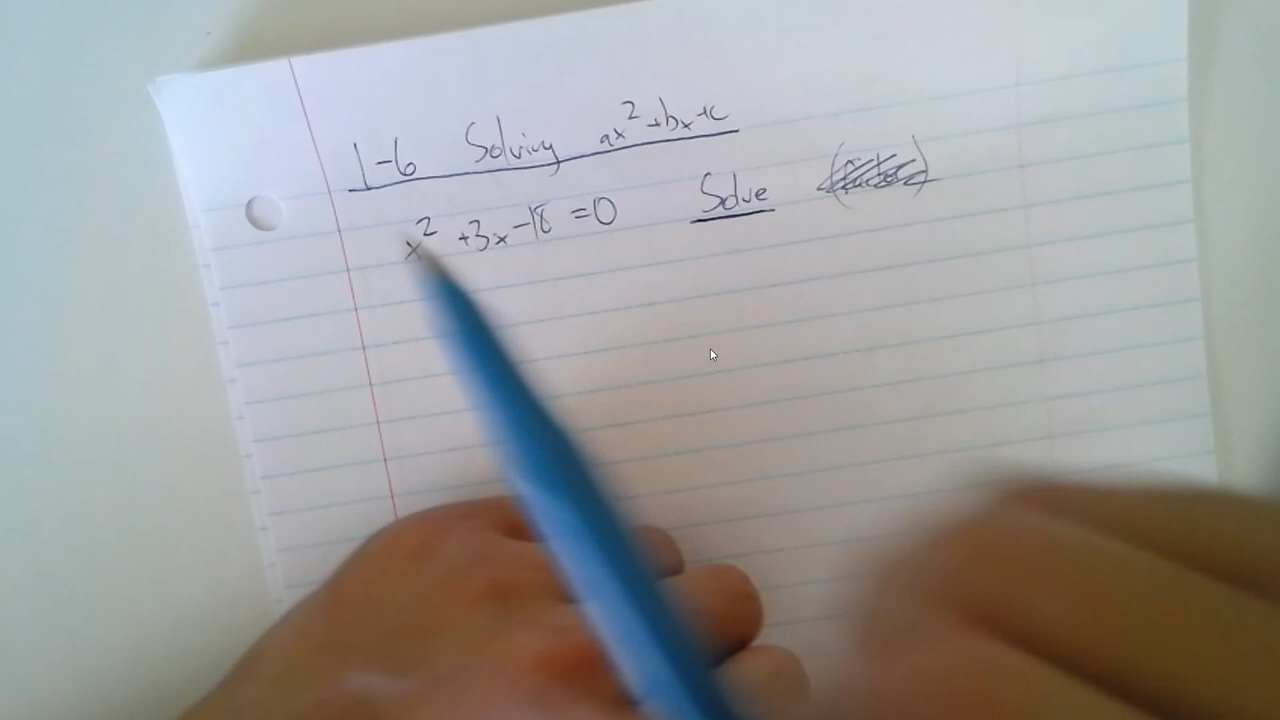 1-6 Solving ax²+bx+c
x² +3x-18 =0 Solve